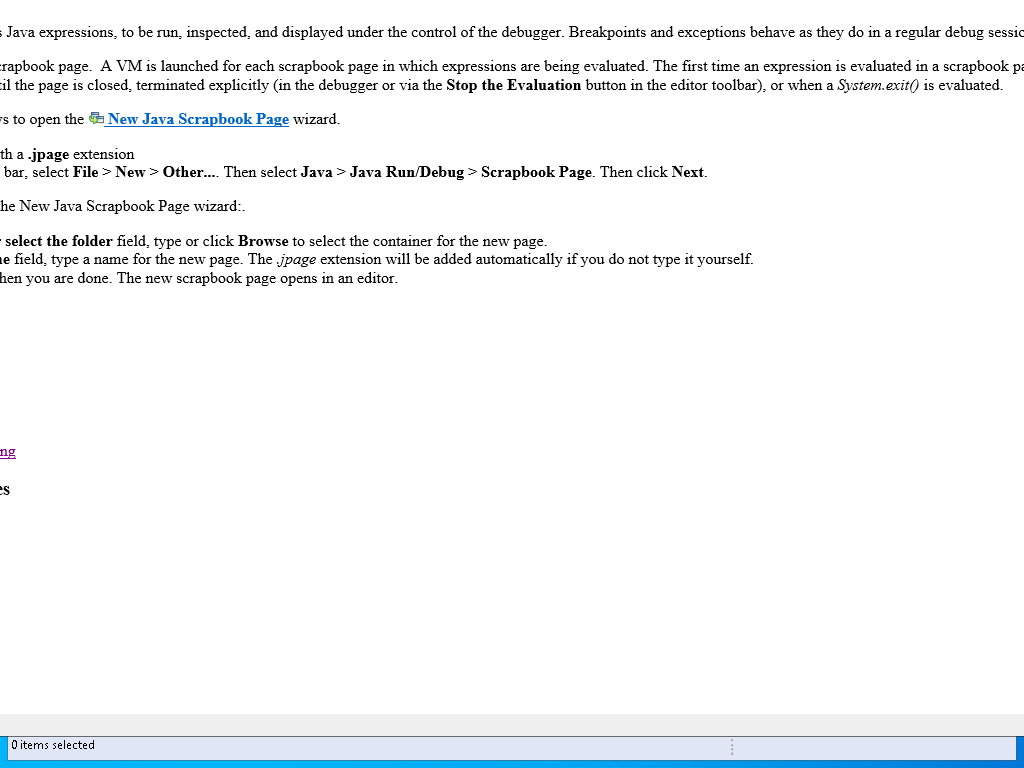 Java expressions, to be run, inspected, and displayed under the control of the debugger. Breakpoints and exceptions behave as they do in a regular debug
page. A VM is launched for each scrapbook page in which expressions are being evaluated. The first time an expression is evaluated in a scrapbook
the page is closed, terminated explicitly (in the debugger or via the Stop the Evaluation button in the editor toolbar), or when a System.exit() is evaluated.
to open the New Java Scrapbook Page wizard.
a .jpage extension
bar, select File > New > Other.... Then select Java > Java Run/Debug > Scrapbook Page. Then click Next.
he New Java Scrapbook Page wizard:.
select the folder field, type or click Browse to select the container for the new page.
field, type a name for the new page. The .jpage extension will be added automatically if you do not type it yourself.
hen you are done. The new scrapbook page opens in an editor.
ng
es
0 items selected